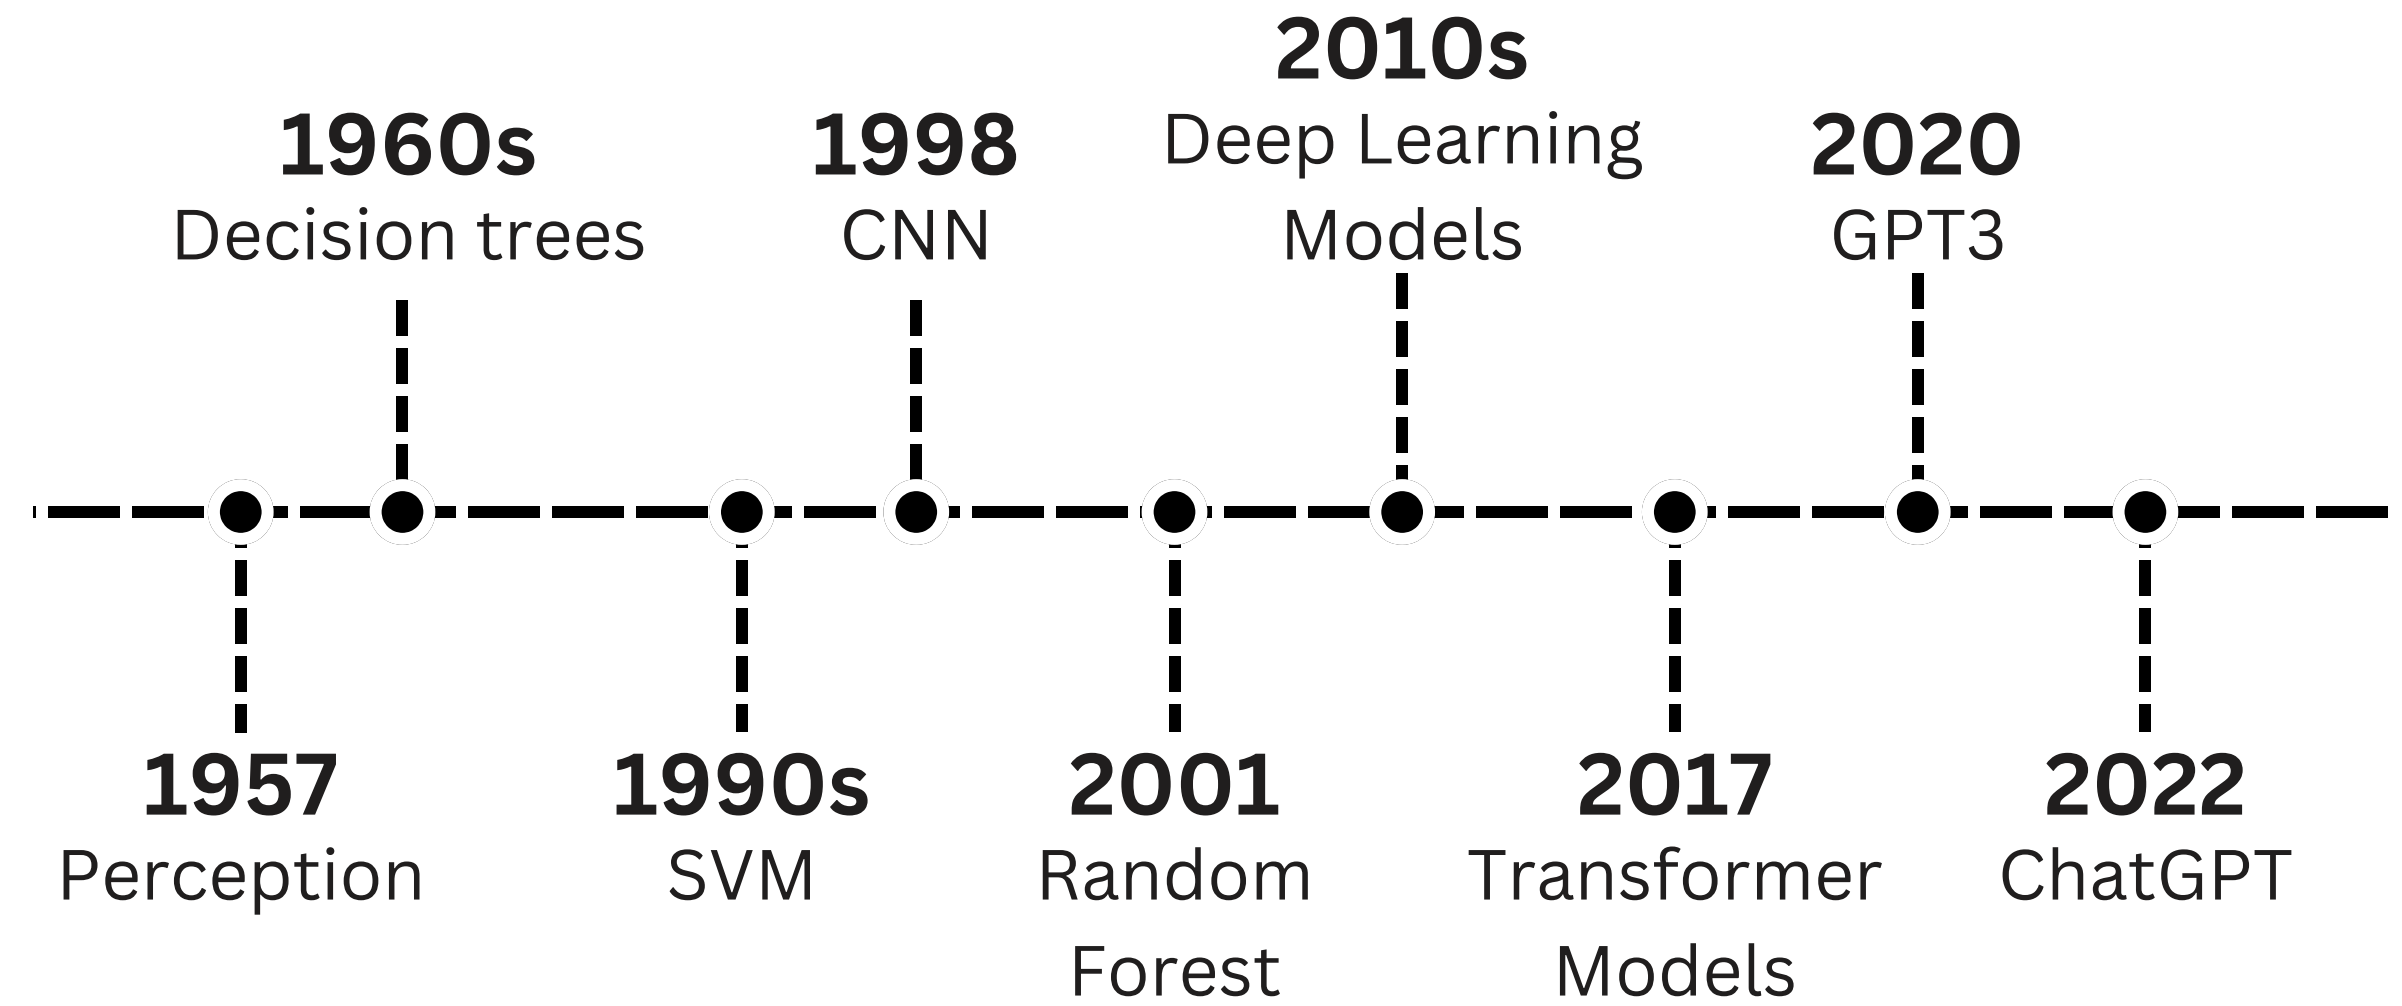 1957
Perception
1960s
Decision trees
1990s
SVM
1998
CNN
2001
Random
Forest
2010s
Deep Learning
Models
2017
Transformer
Models
2020
GPT3
2022
ChatGPT